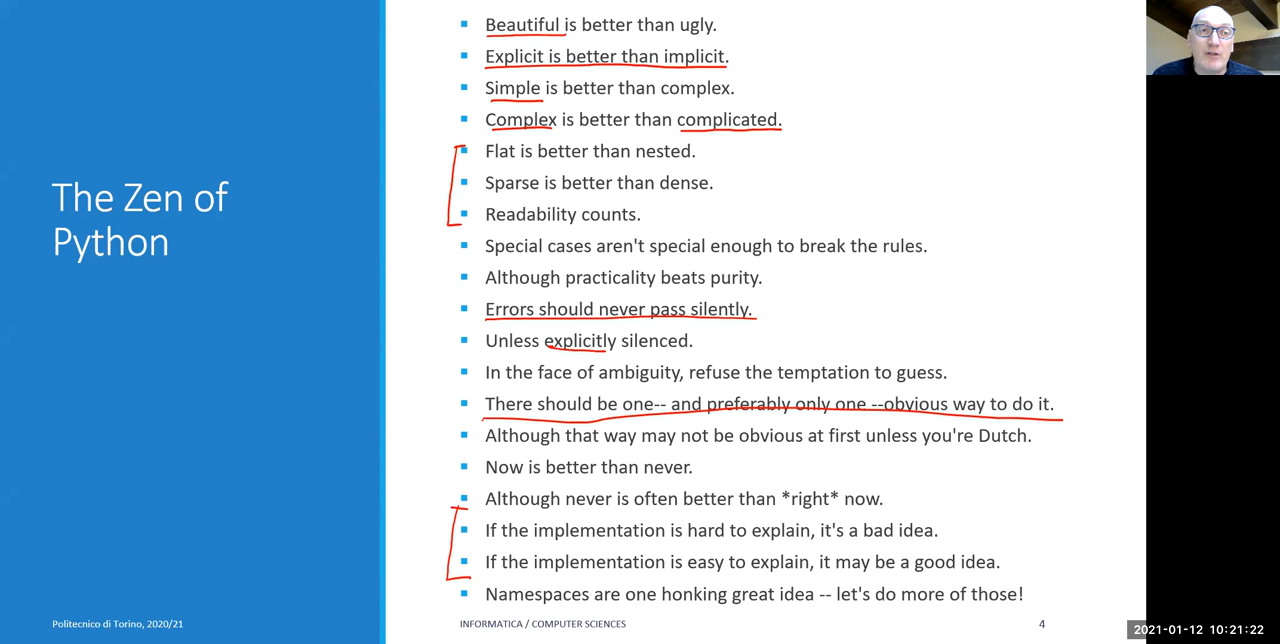 The Zen of
Python
Beautiful is better than ugly.
Explicit is better than implicit.
Simple is better than complex.
Complex is better than complicated.
Flat is better than nested.
Sparse is better than dense.
Readability counts.
Special cases aren't special enough to break the rules.
Although practicality beats purity.
Errors should never pass silently.
Unless explicitly silenced.
In the face of ambiguity, refuse the temptation to guess.
There should be one-- and preferably only one --obvious way to do it.
Although that way may not be obvious at first unless you're Dutch.
Now is better than never.
Although never is often better than *right* now.
If the implementation is hard to explain, it's a bad idea.
If the implementation is easy to explain, it may be a good idea.
Namespaces are one honking great idea -- let's do more of those!
Politecnico di Torino, 2020/21
INFORMATICA / COMPUTER SCIENCES
4
2021-01-12 10:21:22